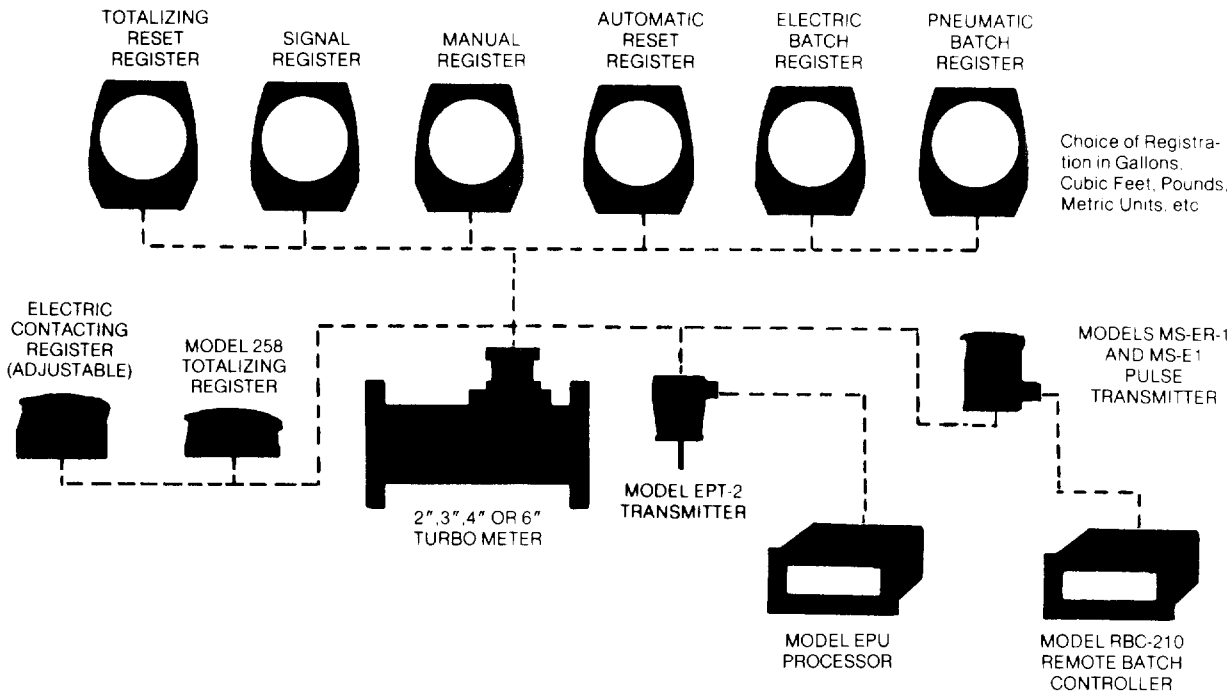 TOTALIZING
RESET
REGISTER
SIGNAL
REGISTER
MANUAL
REGISTER
AUTOMATIC
RESET
REGISTER
ELECTRIC
BATCH
REGISTER
PNEUMATIC
BATCH
REGISTER
Choice of Registra-
tion in Gallons,
Cubic Feet, Pounds,
Metric Units, etc
ELECTRIC
CONTACTING
REGISTER
(ADJUSTABLE)
MODEL 258
TOTALIZING
REGISTER
2",3",4" OR 6"
TURBO METER
MODEL EPT-2
TRANSMITTER
MODELS MS-ER-1
AND MS-E1
PULSE
TRANSMITTER
MODEL EPU
PROCESSOR
MODEL RBC-210
REMOTE BATCH
CONTROLLER